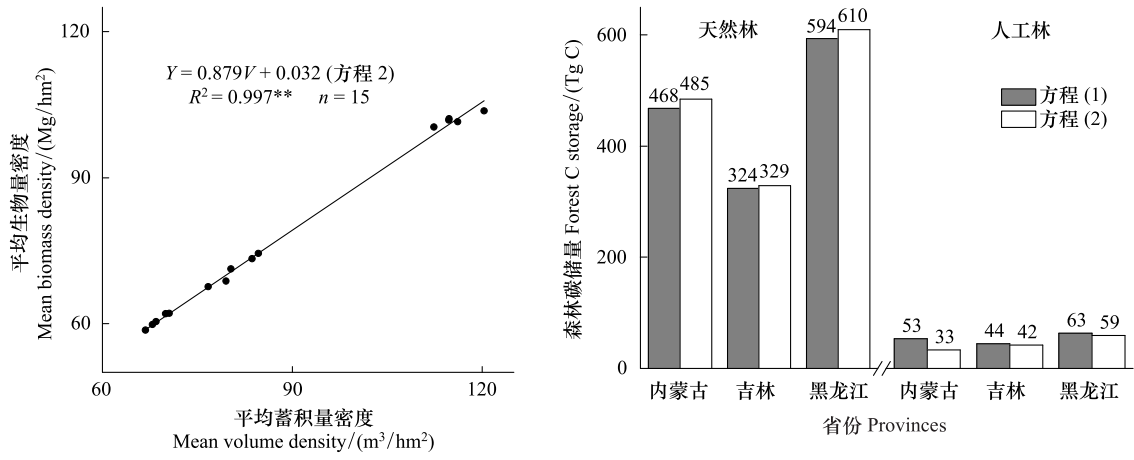 120
90
60
Y = 0.879V + 0.032 (方程 2)
R² = 0.997** n = 15
平均生物量密度
Mean biomass density/(Mg/hm²)
60 90 120
平均蓄积量密度
Mean volume density/(m³/hm²)
600
400
200
0
森林碳储量 Forest C storage/(Tg C)
天然林 人工林
方程 (1)
方程 (2)
468 485 324 329 594 610 53 33 44 42 63 59
内蒙古 吉林 黑龙江 内蒙古 吉林 黑龙江
省份 Provinces